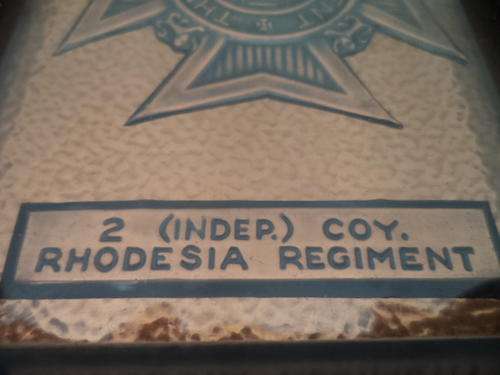 2 (INDEP.) COY.
RHODESIA REGIMENT